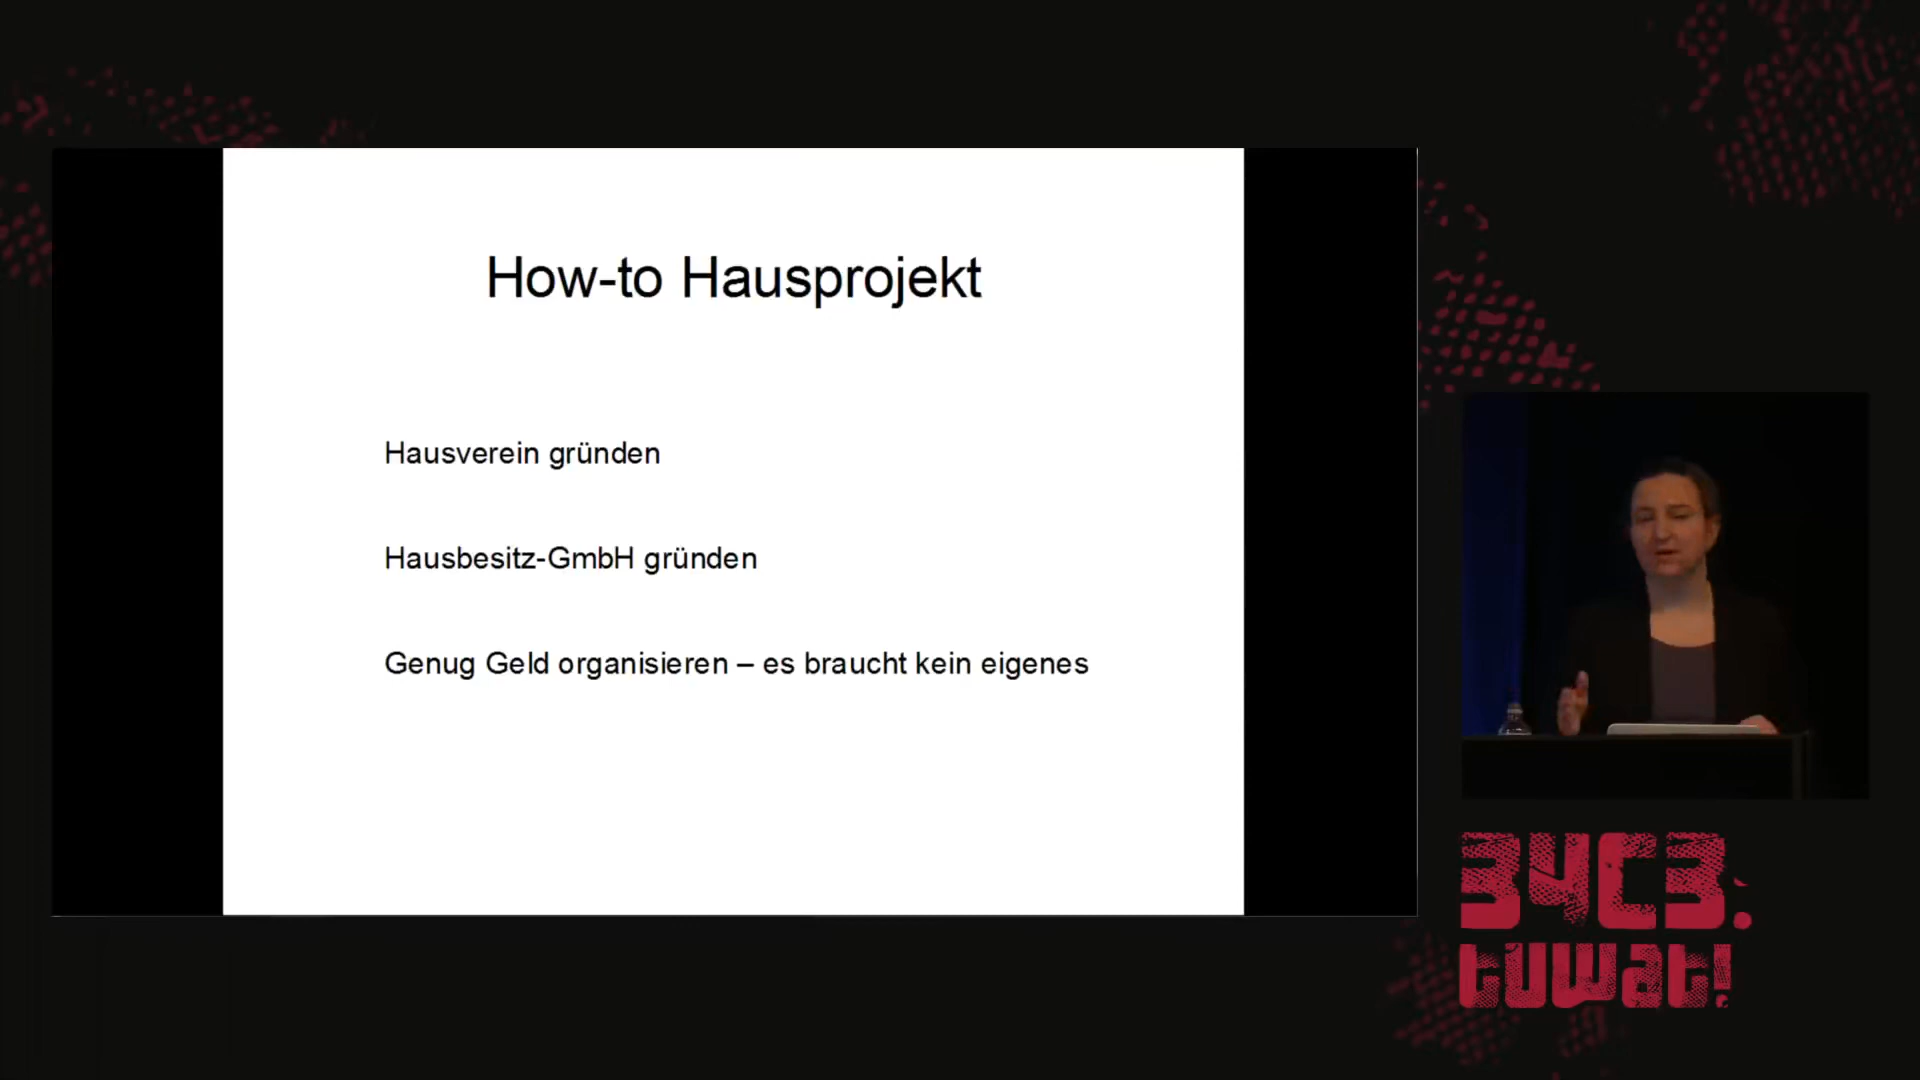 How-to Hausprojekt
Hausverein gründen
Hausbesitz-GmbH gründen
Genug Geld organisieren – es braucht kein eigenes
34C3.
tuwat!